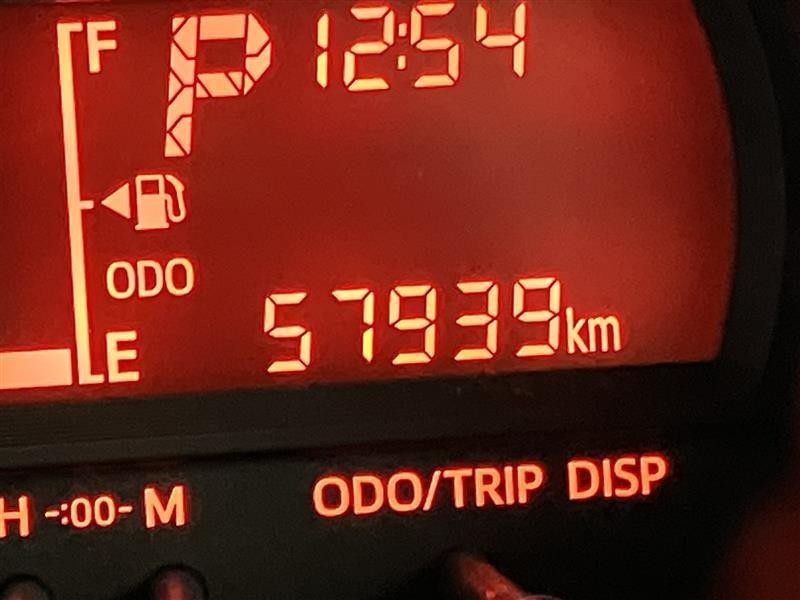 F P 12:54
ODO
57939km
E
H -:00- M ODO/TRIP DISP